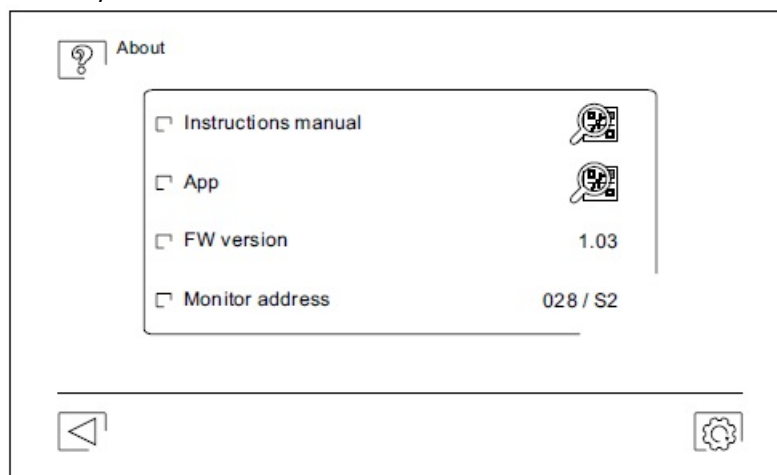 About
Instructions manual
App
FW version 1.03
Monitor address 028 / S2